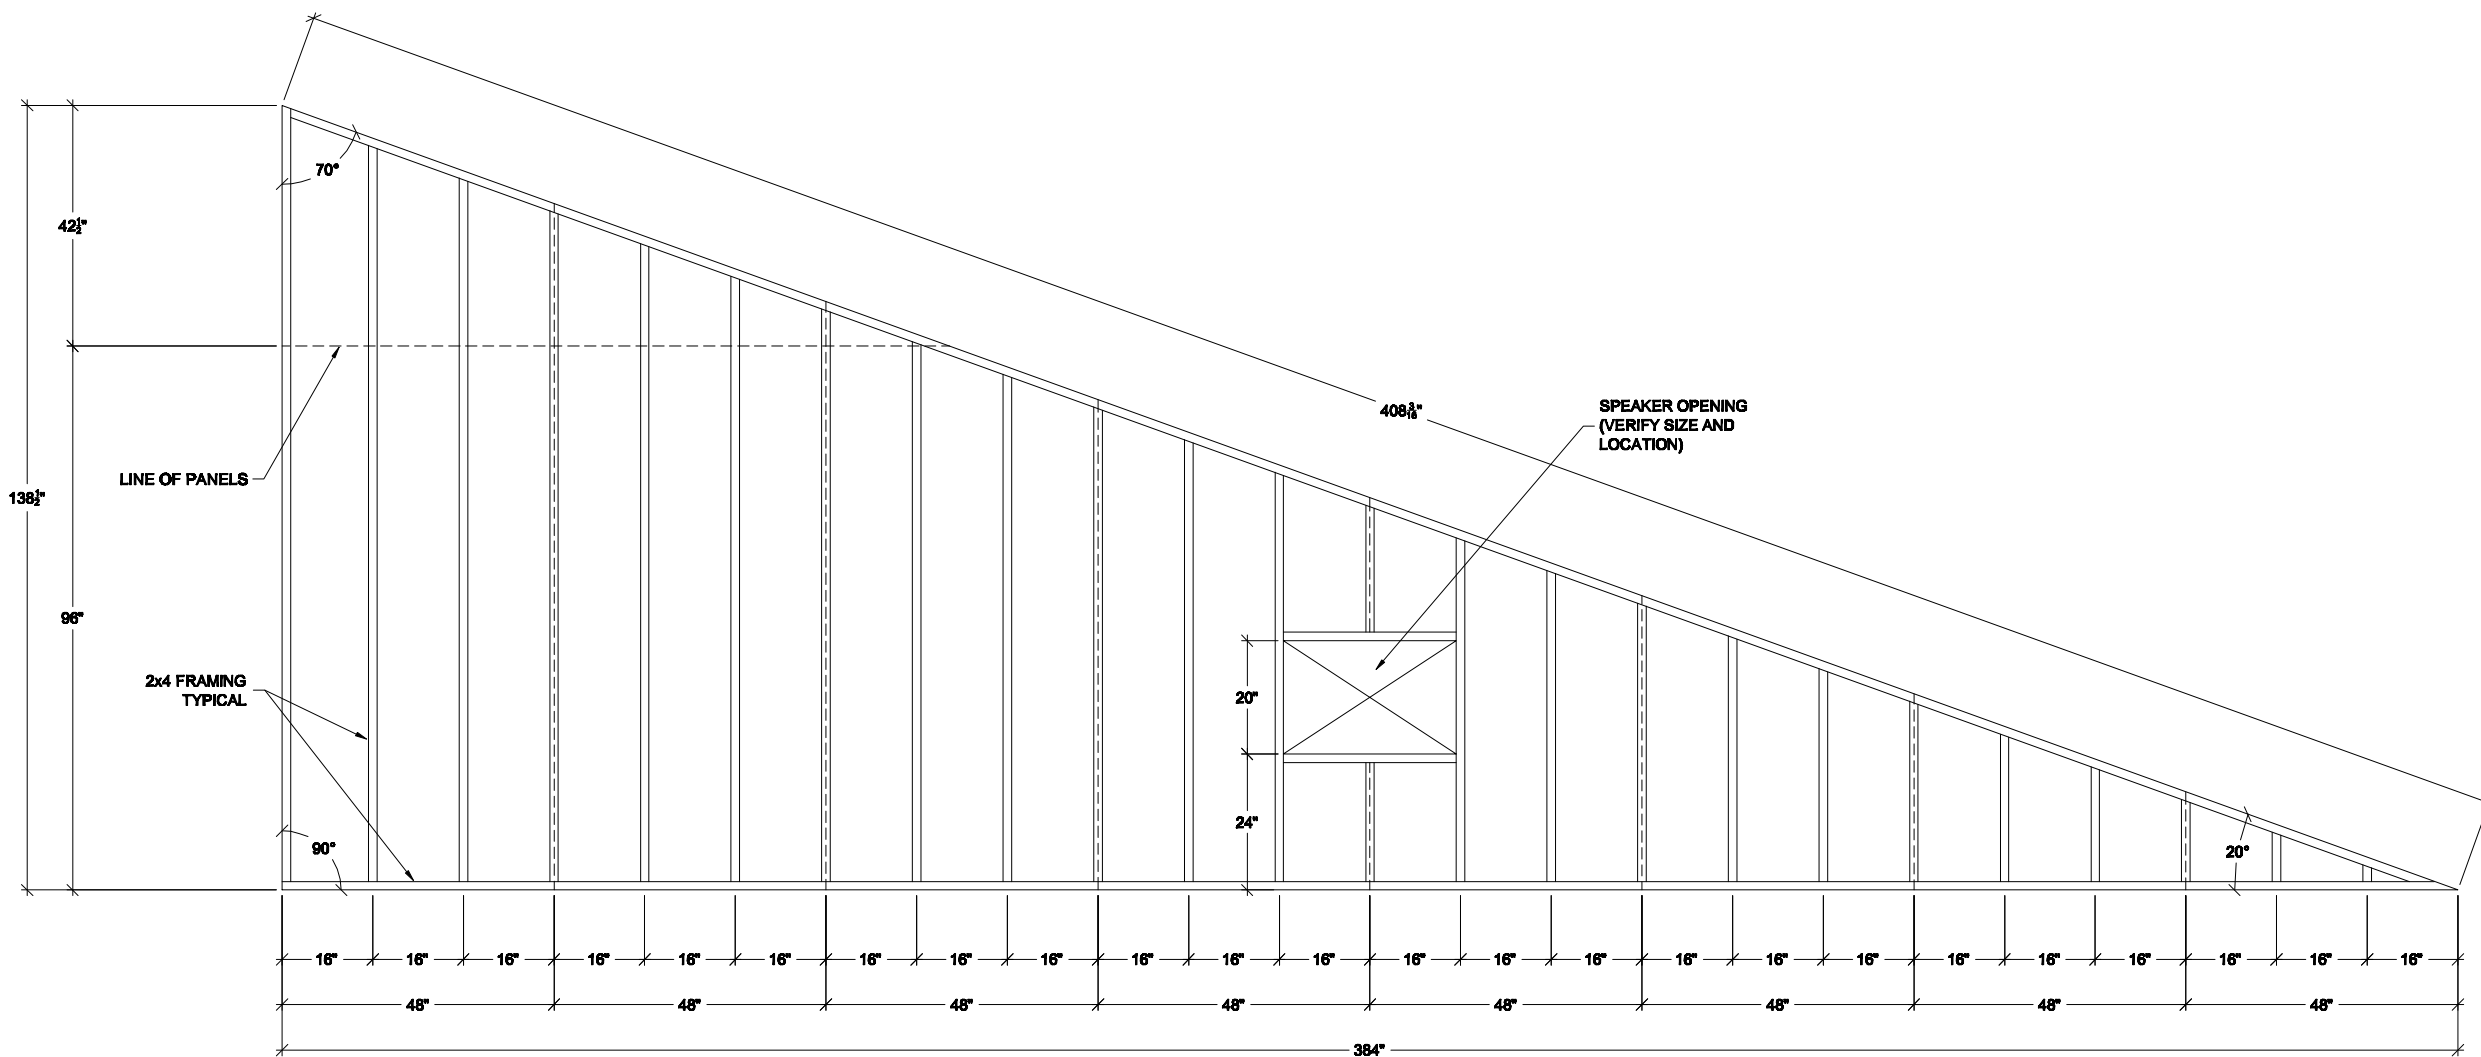 70°
42½"
408 3/16"
SPEAKER OPENING
(VERIFY SIZE AND
LOCATION)
LINE OF PANELS
138½"
96"
2x4 FRAMING
TYPICAL
20"
24"
90°
20°
16" 16" 16" 16" 16" 16" 16" 16" 16" 16" 16" 16" 16" 16" 16" 16" 16" 16" 16" 16" 16" 16" 16" 16"
48" 48" 48" 48" 48" 48" 48" 48"
384"